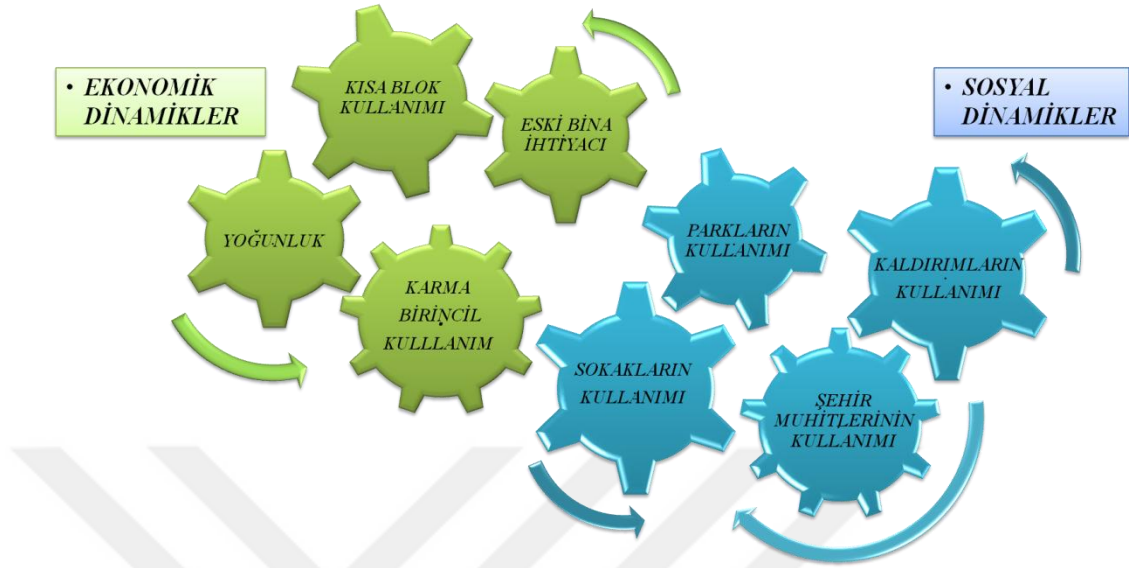 • EKONOMİK
DİNAMİKLER
KISA BLOK
KULLANIMI
ESKİ BİNA
İHTİYACI
YOĞUNLUK
KARMA
BİRİNCİL
KULLLANIM
• SOSYAL
DİNAMİKLER
PARKLARIN
KULLANIMI
KALDIRIMLARIN
KULLANIMI
SOKAKLARIN
KULLANIMI
ŞEHİR
MUHİTLERİNİN
KULLANIMI